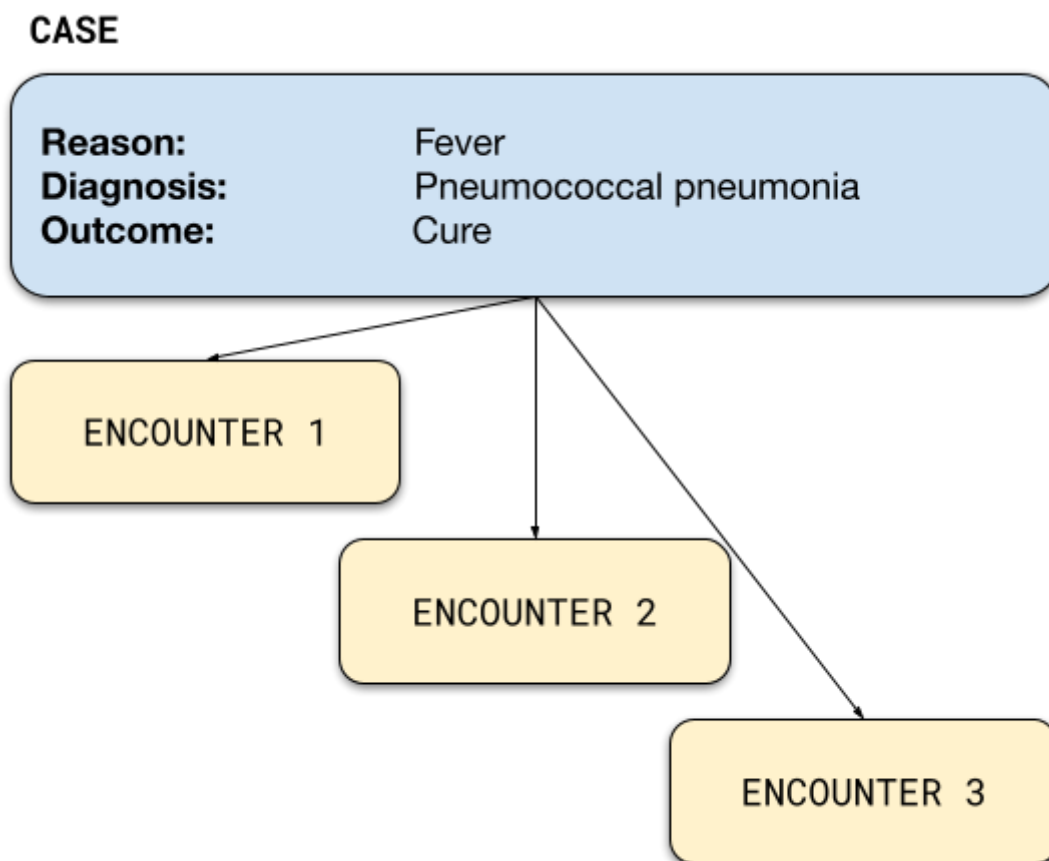 CASE
Reason: Fever
Diagnosis: Pneumococcal pneumonia
Outcome: Cure
ENCOUNTER 1
ENCOUNTER 2
ENCOUNTER 3